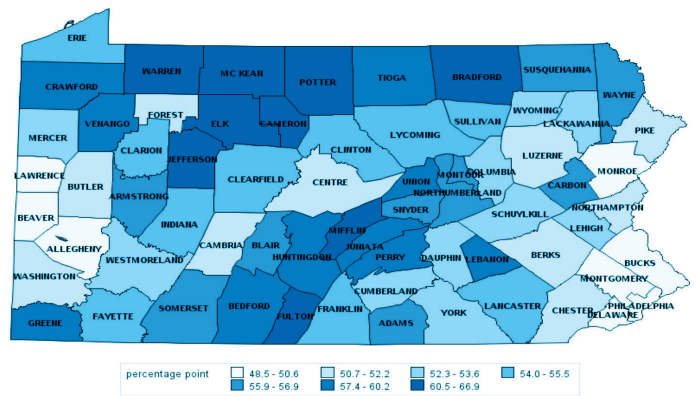 ERIE
WARREN
MC KEAN
POTTER
TIOGA
BRADFORD
SUSQUEHANNA
CRAWFORD
WAYNE
VENANGO
FOREST
ELK
CAMERON
WYOMING
LACKAWANNA
PIKE
MERCER
CLARION
JEFFERSON
CLINTON
LYCOMING
SULLIVAN
LUZERNE
MONROE
LAWRENCE
BUTLER
ARMSTRONG
CLEARFIELD
CENTRE
UNION
MONTOUR
COLUMBIA
CARBON
NORTHUMBERLAND
BEAVER
INDIANA
SNYDER
SCHUYLKILL
NORTHAMPTON
LEHIGH
ALLEGHENY
WESTMORELAND
CAMBRIA
BLAIR
HUNTINGDON
MIFFLIN
JUNIATA
PERRY
DAUPHIN
LEBANON
BERKS
BUCKS
MONTGOMERY
WASHINGTON
CUMBERLAND
GREENE
FAYETTE
SOMERSET
BEDFORD
FULTON
FRANKLIN
ADAMS
YORK
LANCASTER
CHESTER
PHILADELPHIA
DELAWARE
percentage point 48.5 - 50.6 50.7 - 52.2 52.3 - 53.6 54.0 - 55.5
55.9 - 56.9 57.4 - 60.2 60.5 - 66.9